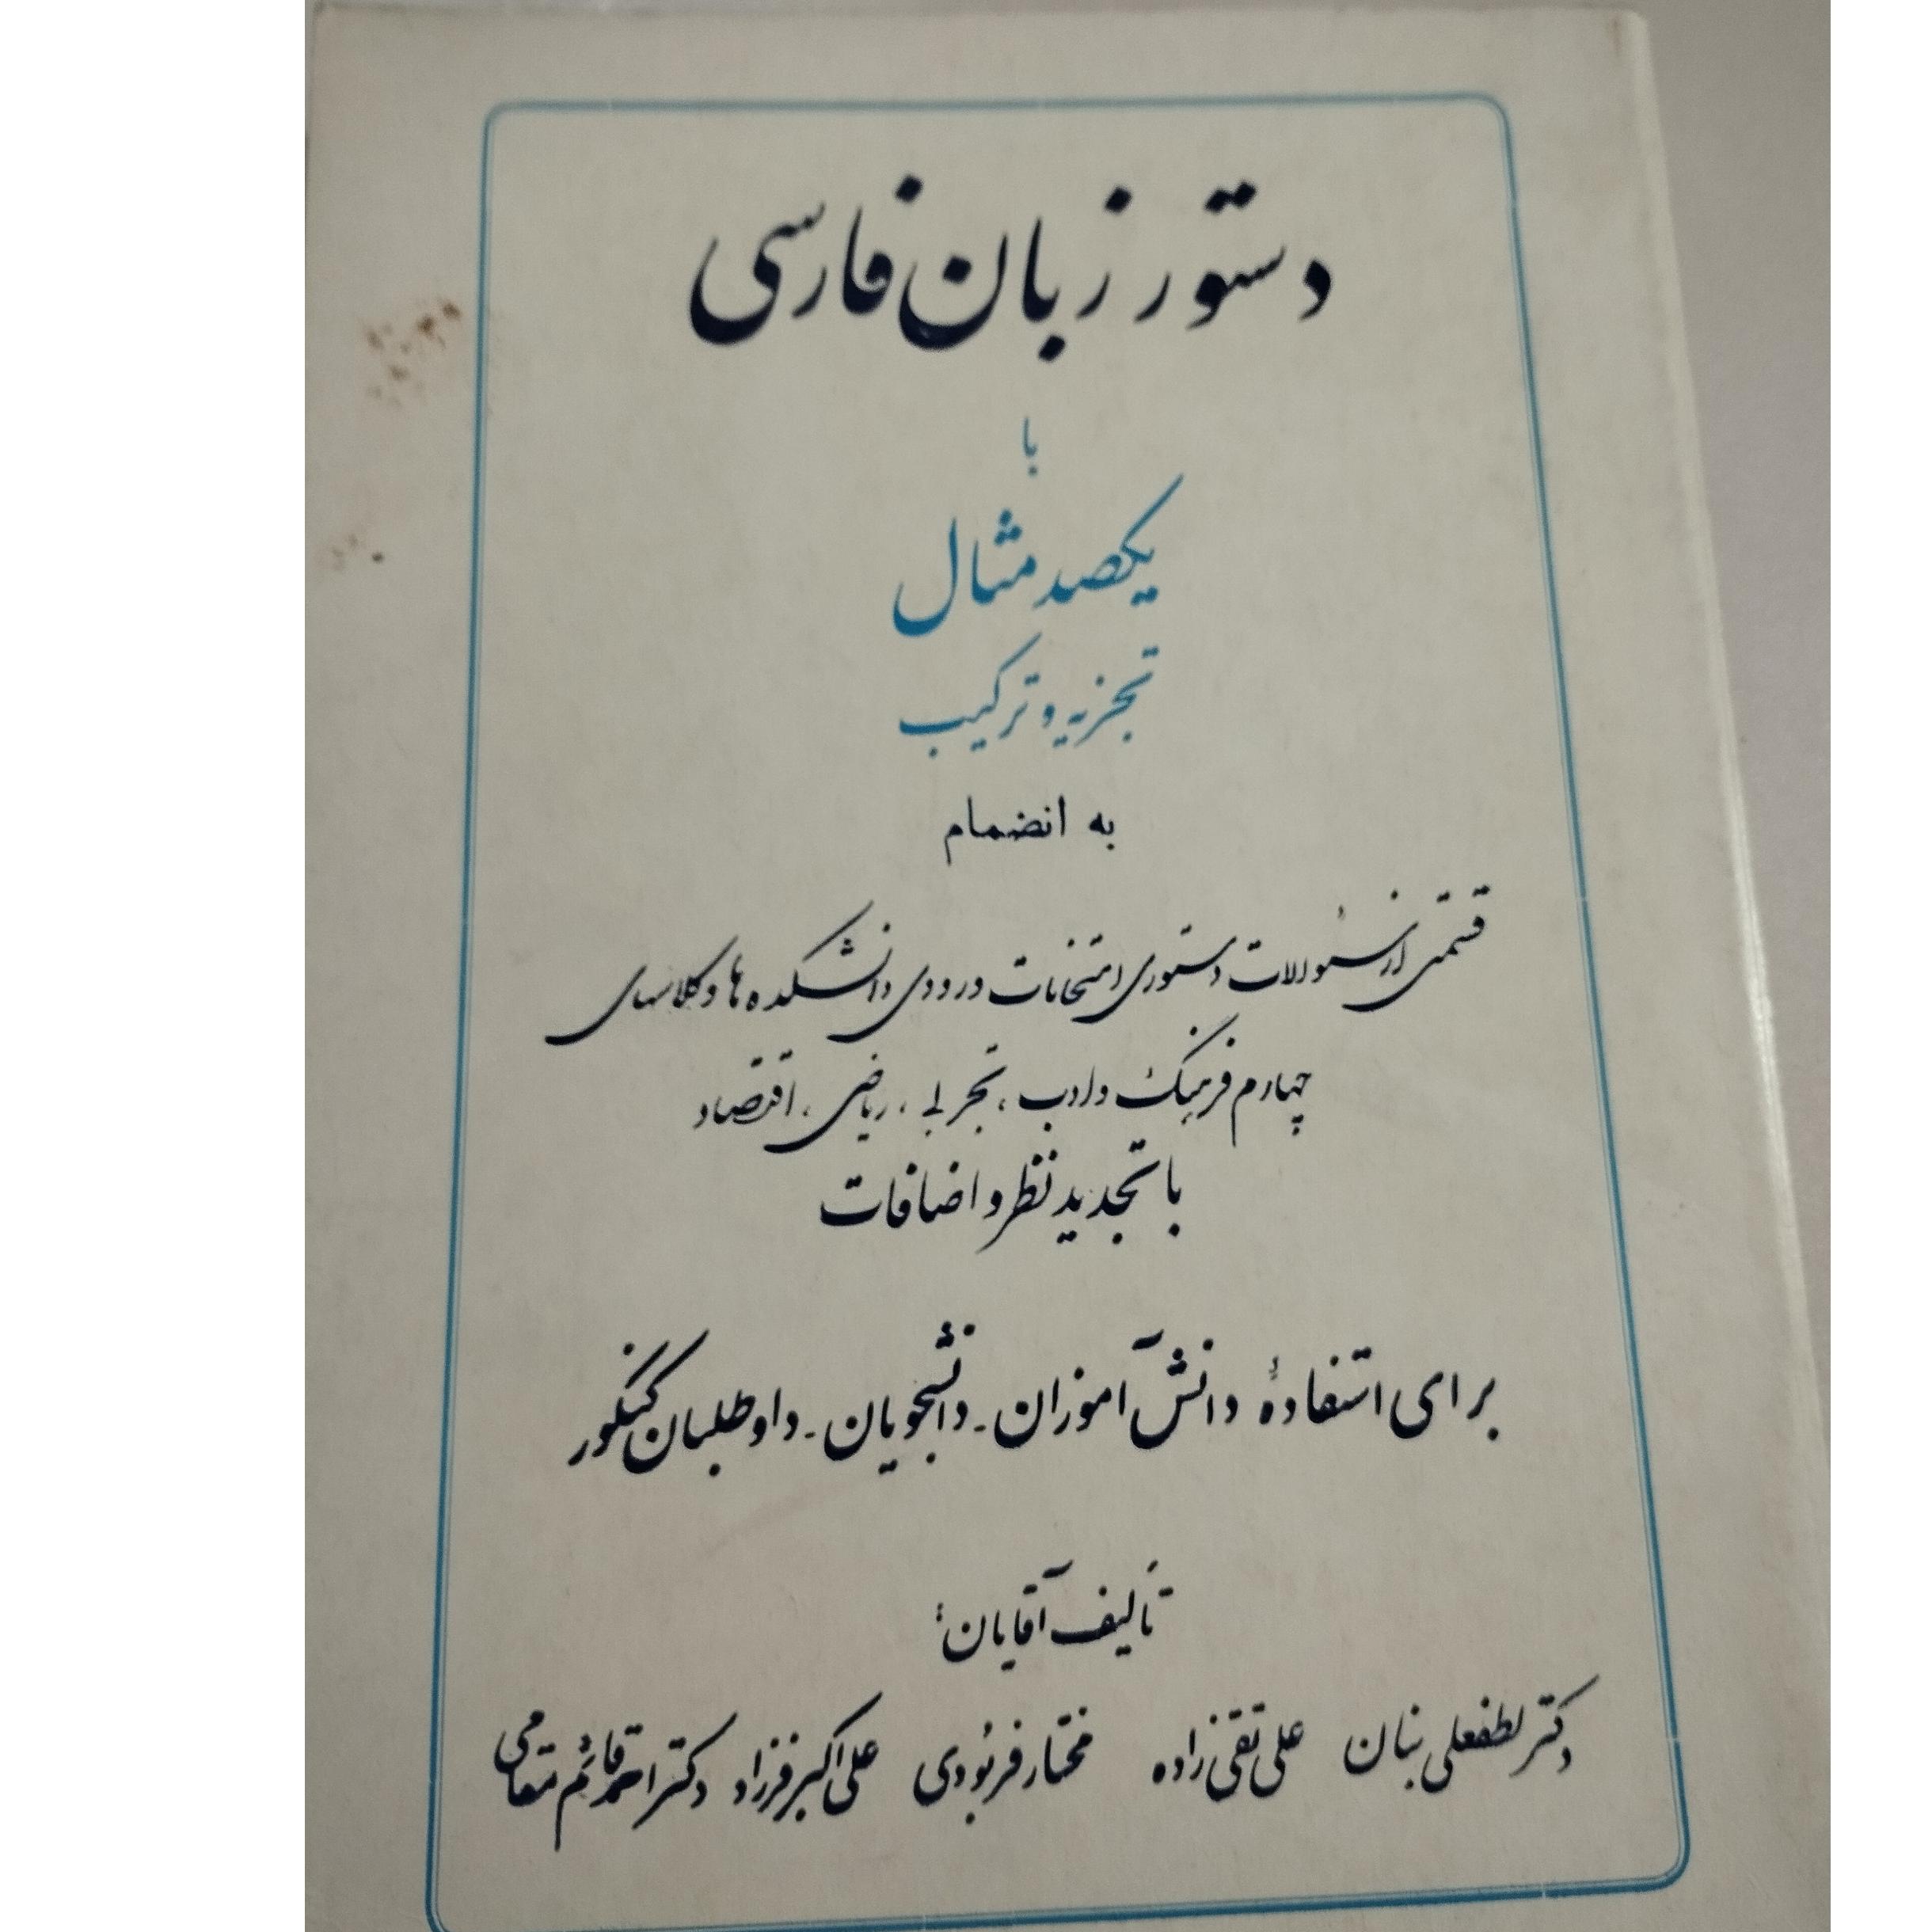 دستور زبان فارسی
با
یکصد مثال
تجزیه و ترکیب
به انضمام
قسمتی از سئوالات دستوری امتحانات ورودی دانشکده ها و کلاسهای
چهارم فرهنگ و ادب ، تجربی ، ریاضی ، اقتصاد
با تجدید نظر و اضافات
برای استفادهٔ دانش آموزان ـ دانشجویان ـ داوطلبان کنکور
تألیف آقایان :
دکتر لطفعلی بنان علی تقی زاده مختار فربودی علی اکبر فرزاد دکتر احمد قائم مقامی